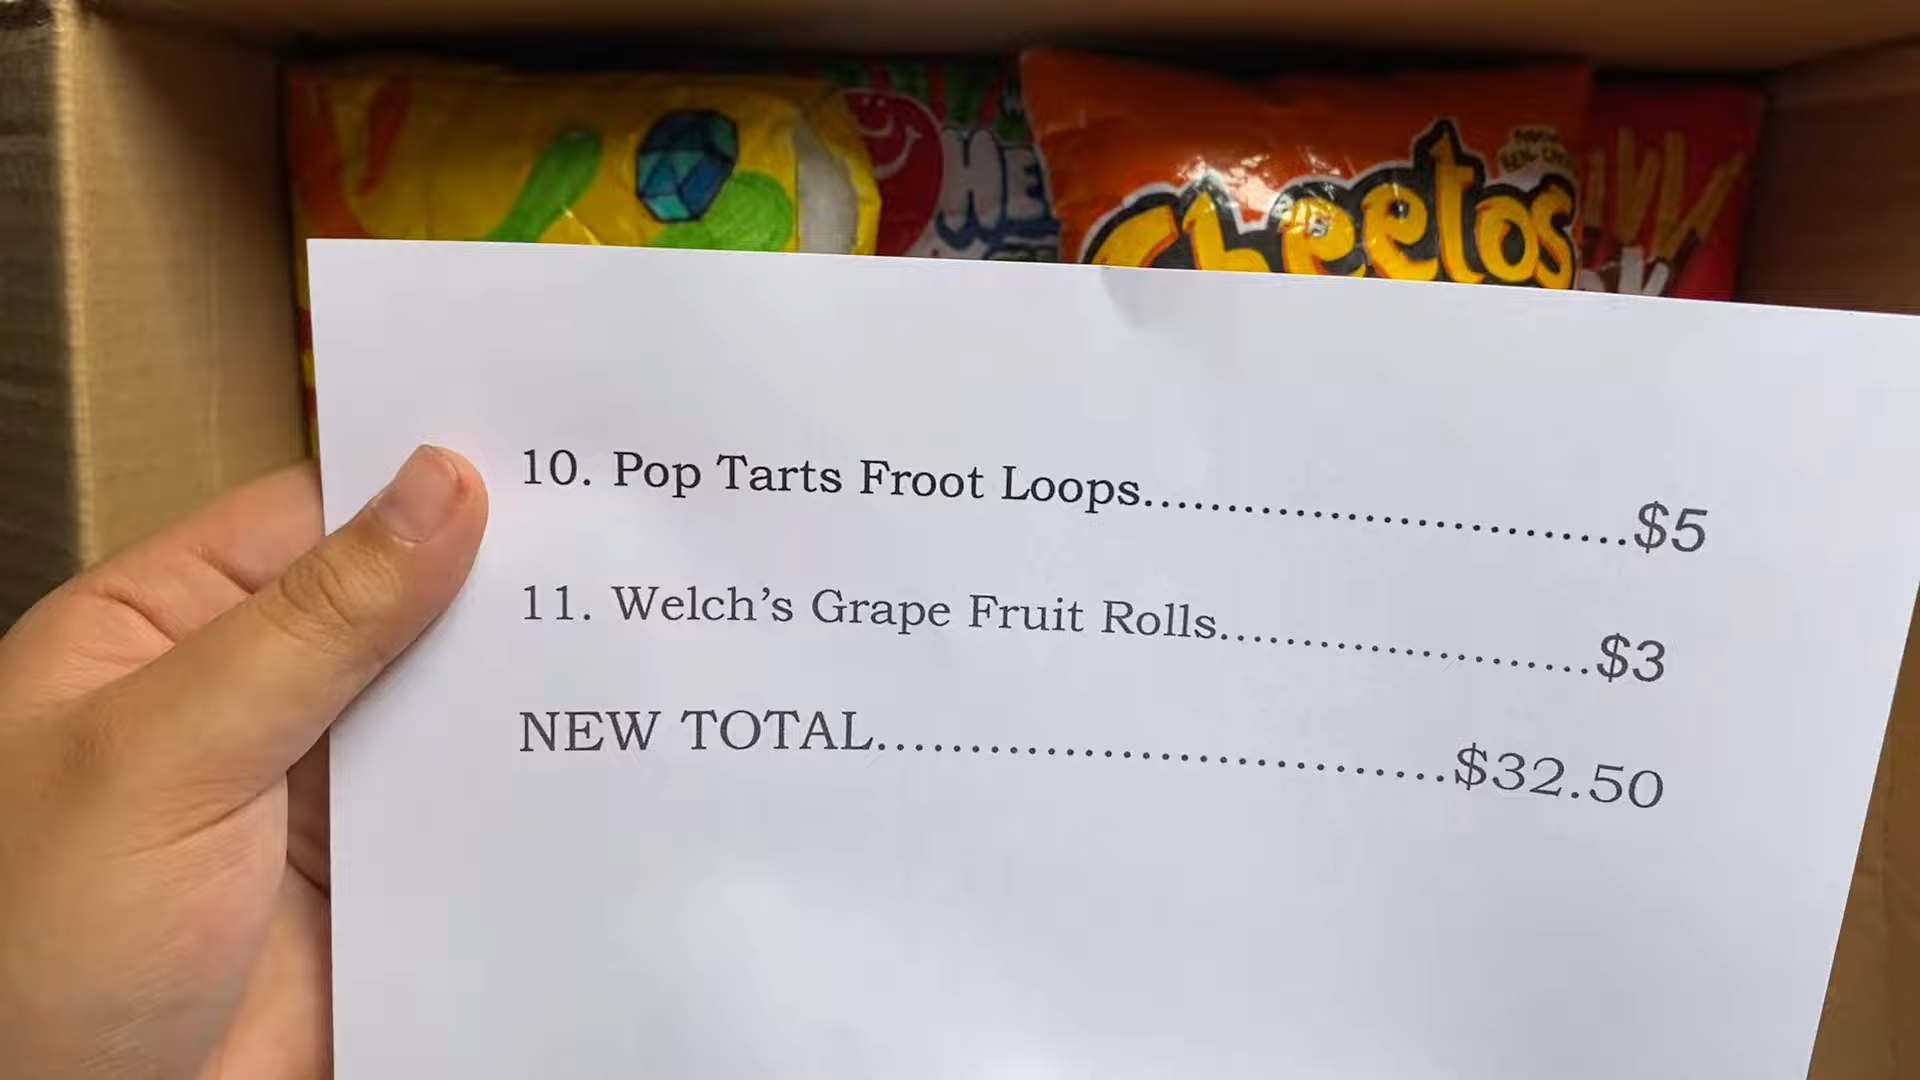 Cheetos
10. Pop Tarts Froot Loops............................$5
11. Welch's Grape Fruit Rolls.....................$3
NEW TOTAL................................$32.50